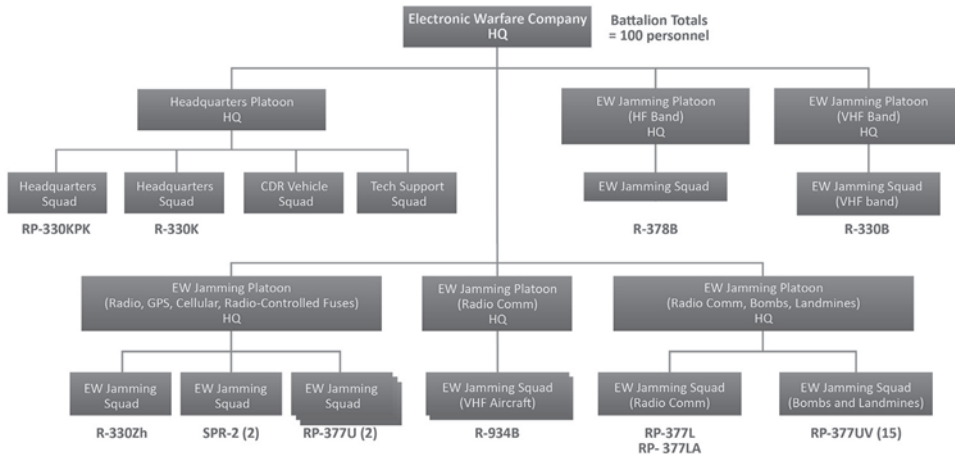 Electronic Warfare Company
HQ
Battalion Totals
= 100 personnel
Headquarters Platoon
HQ
EW Jamming Platoon
(HF Band)
HQ
EW Jamming Platoon
(VHF Band)
HQ
Headquarters
Squad
RP-330KPK
Headquarters
Squad
R-330K
CDR Vehicle
Squad
Tech Support
Squad
EW Jamming Squad
R-378B
EW Jamming Squad
(VHF band)
R-330B
EW Jamming Platoon
(Radio, GPS, Cellular, Radio-Controlled Fuses)
HQ
EW Jamming Platoon
(Radio Comm)
HQ
EW Jamming Platoon
(Radio Comm, Bombs, Landmines)
HQ
EW Jamming
Squad
R-330Zh
EW Jamming
Squad
SPR-2 (2)
EW Jamming
Squad
RP-377U (2)
EW Jamming Squad
(VHF Aircraft)
R-934B
EW Jamming Squad
(Radio Comm)
RP-377L
RP- 377LA
EW Jamming Squad
(Bombs and Landmines)
RP-377UV (15)